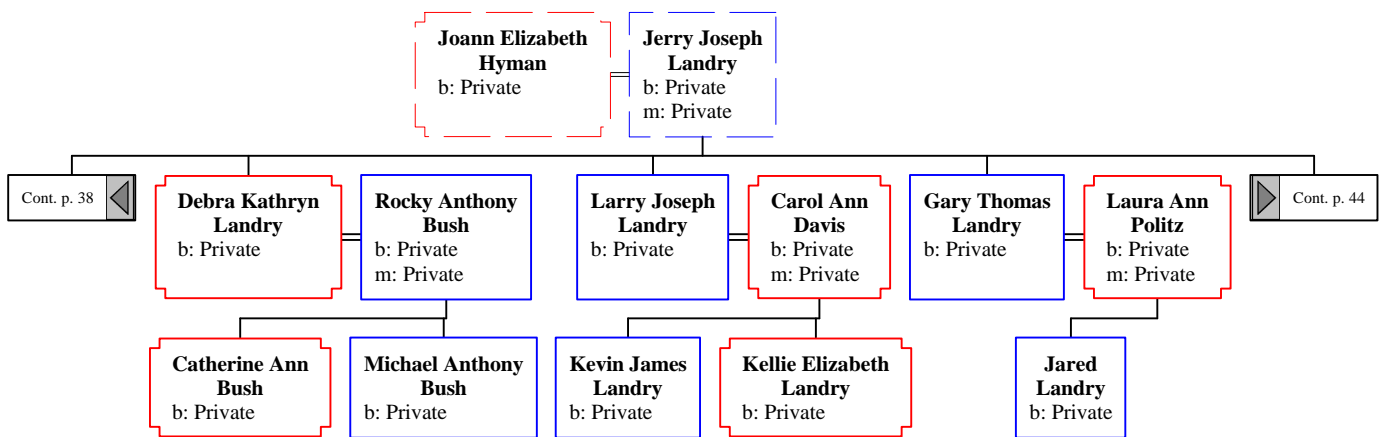 Joann Elizabeth
Hyman
b: Private
Jerry Joseph
Landry
b: Private
m: Private
Cont. p. 38
Debra Kathryn
Landry
b: Private
Rocky Anthony
Bush
b: Private
m: Private
Larry Joseph
Landry
b: Private
Carol Ann
Davis
b: Private
m: Private
Gary Thomas
Landry
b: Private
Laura Ann
Politz
b: Private
m: Private
Cont. p. 44
Catherine Ann
Bush
b: Private
Michael Anthony
Bush
b: Private
Kevin James
Landry
b: Private
Kellie Elizabeth
Landry
b: Private
Jared
Landry
b: Private